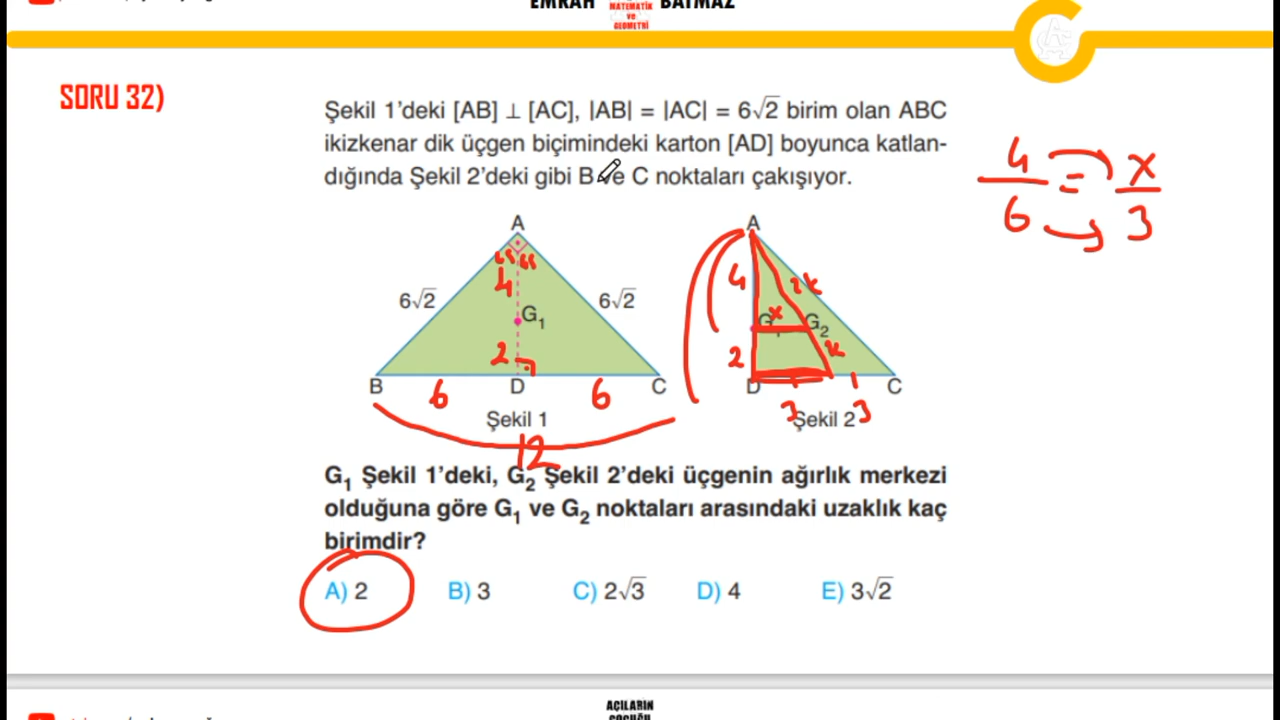 EMRAH MATEMATİK ve GEOMETRİ BATMAZ
SORU 32)
Şekil 1'deki [AB] ⊥ [AC], |AB| = |AC| = 6√2 birim olan ABC
ikizkenar dik üçgen biçimindeki karton [AD] boyunca katlan-
dığında Şekil 2'deki gibi B ve C noktaları çakışıyor.
4/6 = x/3
A
45 45
4
6√2 6√2
G₁
2
B D C
6 6
Şekil 1
12
A
4 2k
x G₂
2 k
D C
3 3
Şekil 2
G₁ Şekil 1'deki, G₂ Şekil 2'deki üçgenin ağırlık merkezi
olduğuna göre G₁ ve G₂ noktaları arasındaki uzaklık kaç
birimdir?
A) 2 B) 3 C) 2√3 D) 4 E) 3√2
AÇILARIN